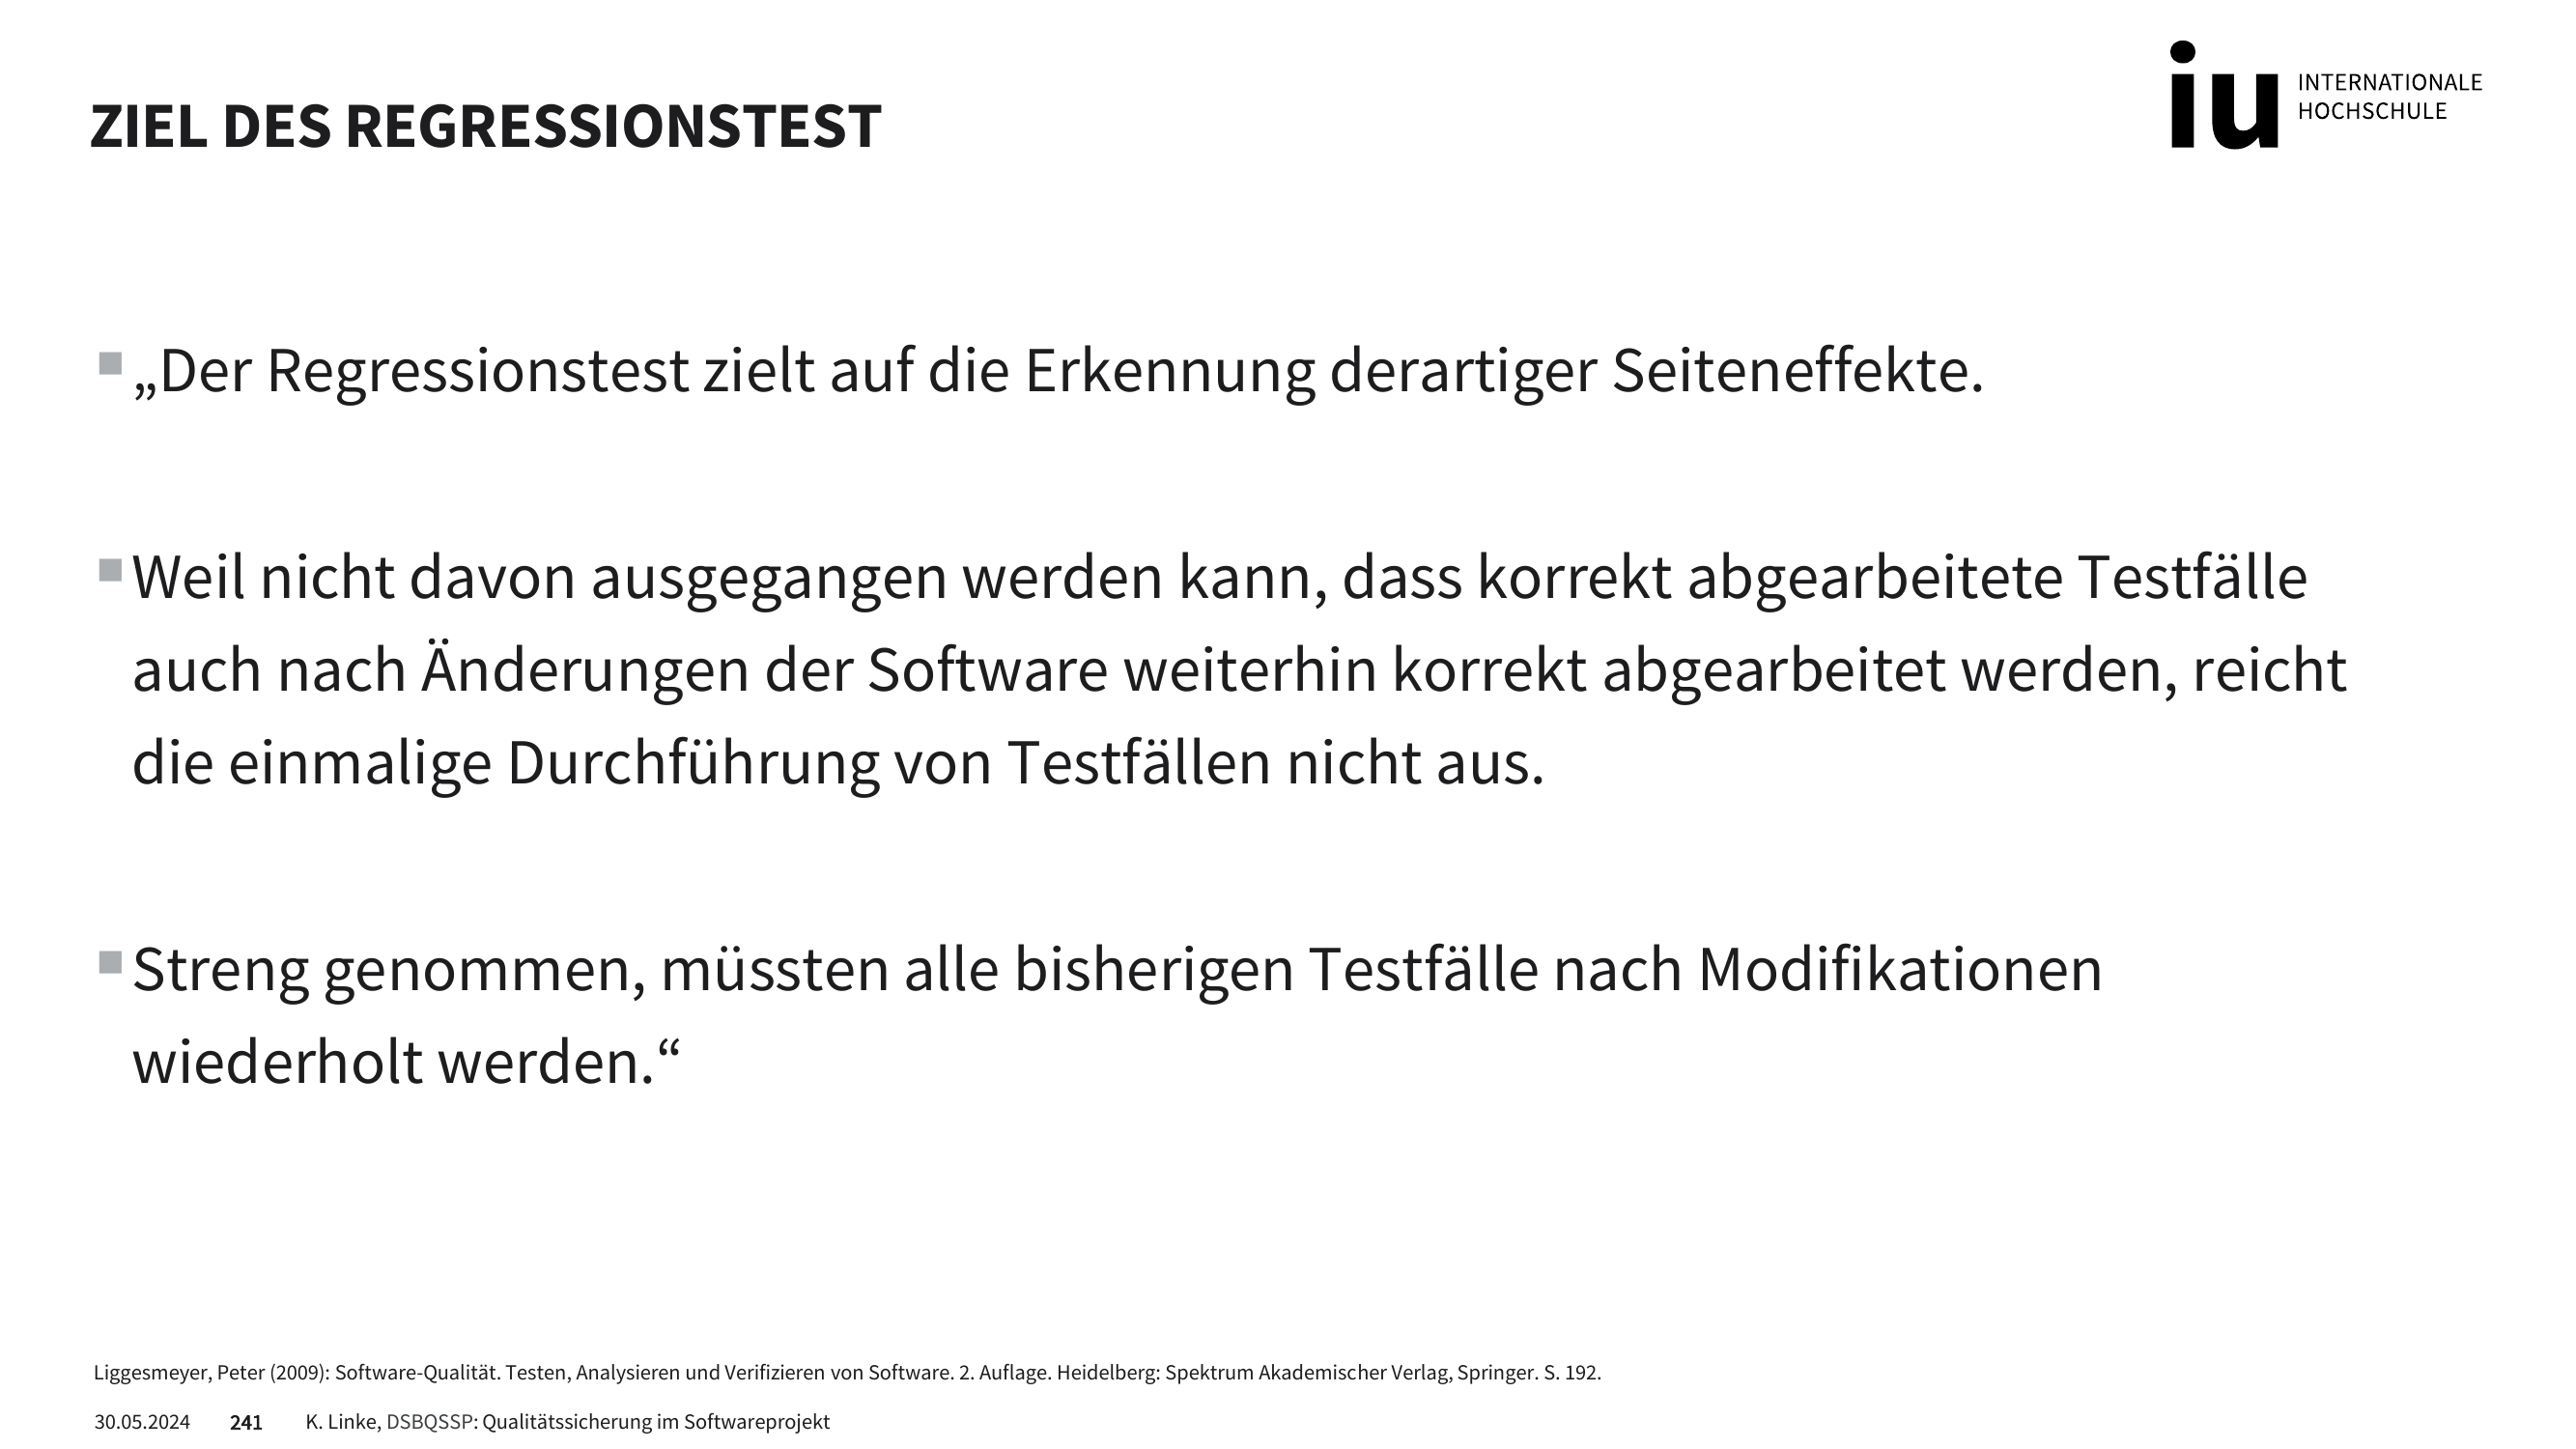 ZIEL DES REGRESSIONSTEST
iu INTERNATIONALE
HOCHSCHULE
„Der Regressionstest zielt auf die Erkennung derartiger Seiteneffekte.
Weil nicht davon ausgegangen werden kann, dass korrekt abgearbeitete Testfälle
auch nach Änderungen der Software weiterhin korrekt abgearbeitet werden, reicht
die einmalige Durchführung von Testfällen nicht aus.
Streng genommen, müssten alle bisherigen Testfälle nach Modifikationen
wiederholt werden.“
Liggesmeyer, Peter (2009): Software-Qualität. Testen, Analysieren und Verifizieren von Software. 2. Auflage. Heidelberg: Spektrum Akademischer Verlag, Springer. S. 192.
30.05.2024 241 K. Linke, DSBQSSP: Qualitätssicherung im Softwareprojekt